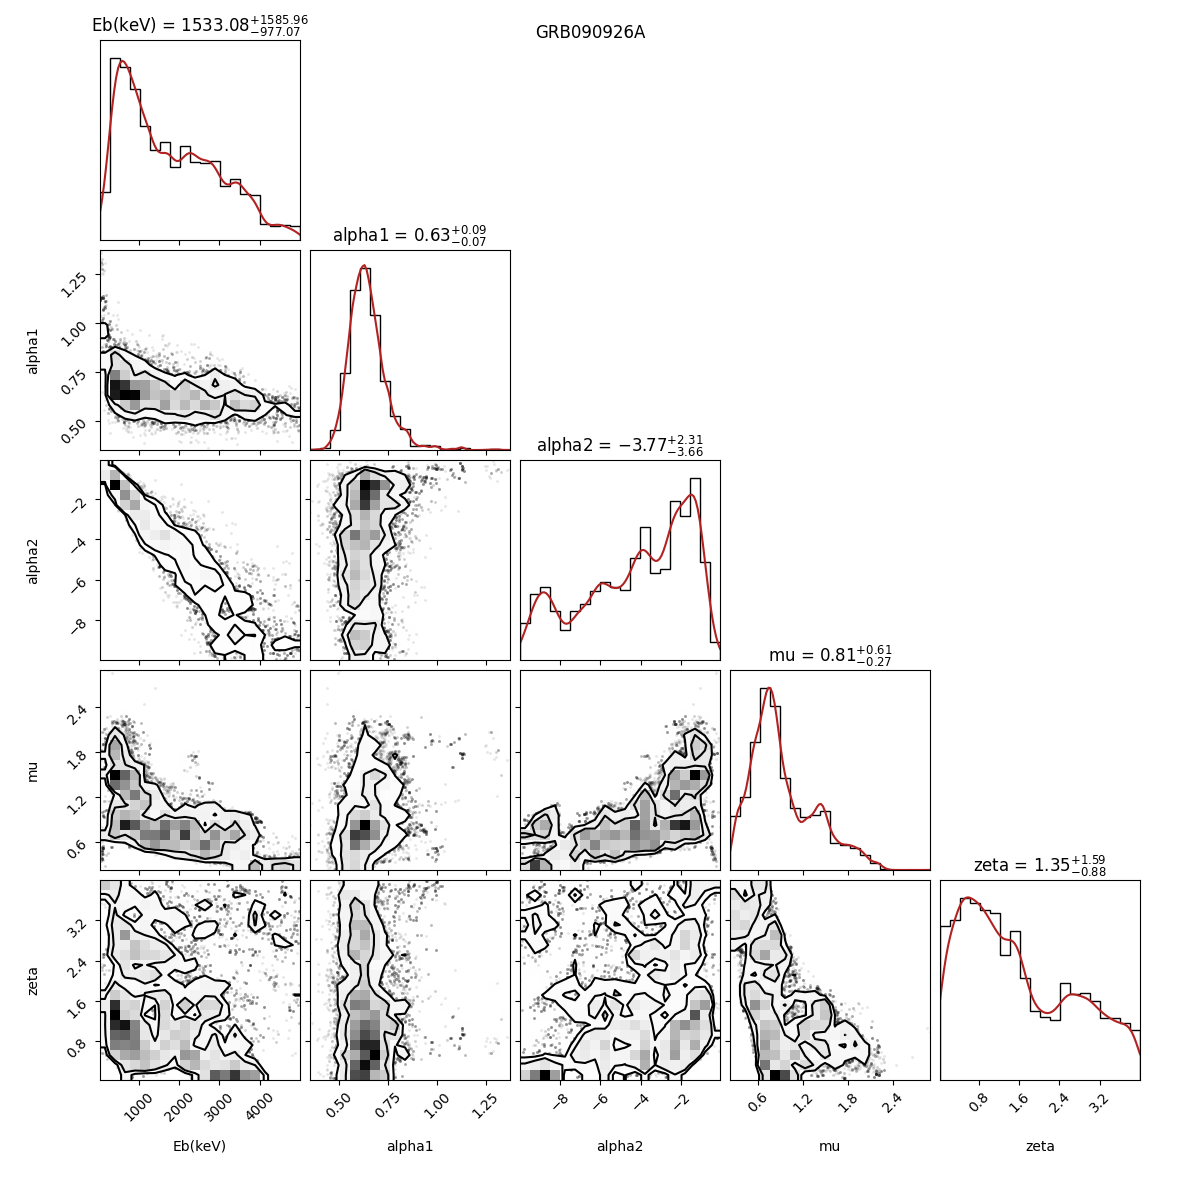 GRB090926A
Eb(keV) = 1533.08^{+1585.96}_{-977.07}
alpha1 = 0.63^{+0.09}_{-0.07}
1.25
1.00
0.75
0.50
alpha1
alpha2 = −3.77^{+2.31}_{-3.66}
−2
−4
−6
−8
alpha2
mu = 0.81^{+0.61}_{-0.27}
2.4
1.8
1.2
0.6
mu
zeta = 1.35^{+1.59}_{-0.88}
3.2
2.4
1.6
0.8
zeta
1000 2000 3000 4000
0.50 0.75 1.00 1.25
−8 −6 −4 −2
0.6 1.2 1.8 2.4
0.8 1.6 2.4 3.2
Eb(keV) alpha1 alpha2 mu zeta